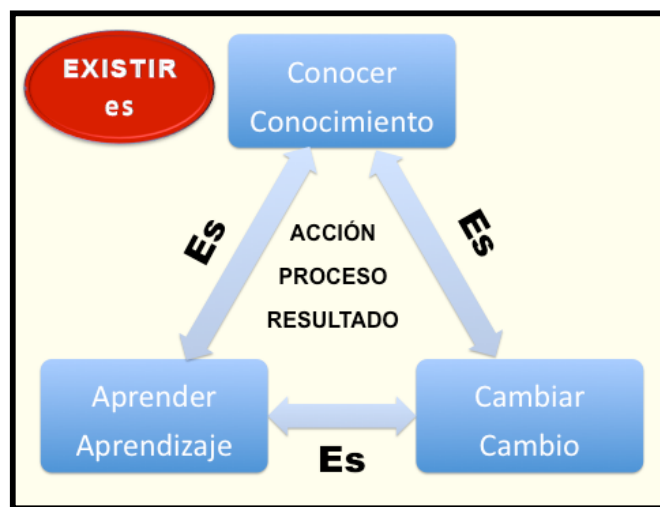 EXISTIR
es
Conocer
Conocimiento
Es
Es
ACCIÓN
PROCESO
RESULTADO
Aprender
Aprendizaje
Es
Cambiar
Cambio